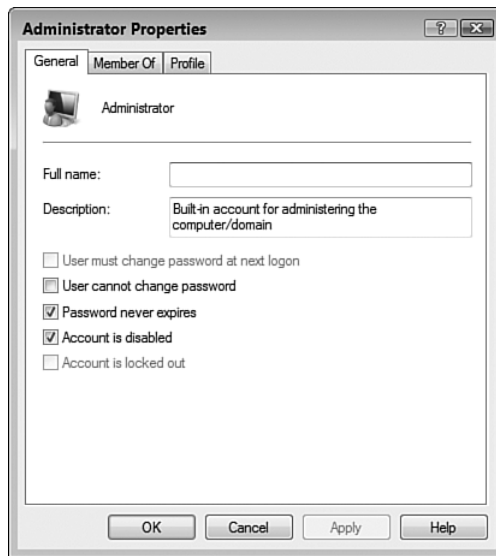 Administrator Properties
General Member Of Profile
Administrator
Full name:
Description: Built-in account for administering the
computer/domain
User must change password at next logon
User cannot change password
Password never expires
Account is disabled
Account is locked out
OK Cancel Apply Help